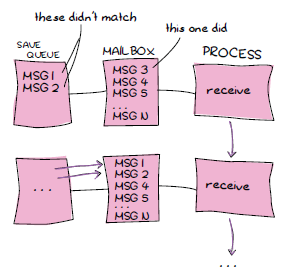 these didn't match
this one did
SAVE
QUEUE
MAILBOX
PROCESS
MSG 1
MSG 2
MSG 3
MSG 4
MSG 5
...
MSG N
receive
...
MSG 1
MSG 2
MSG 4
MSG 5
...
MSG N
receive
...